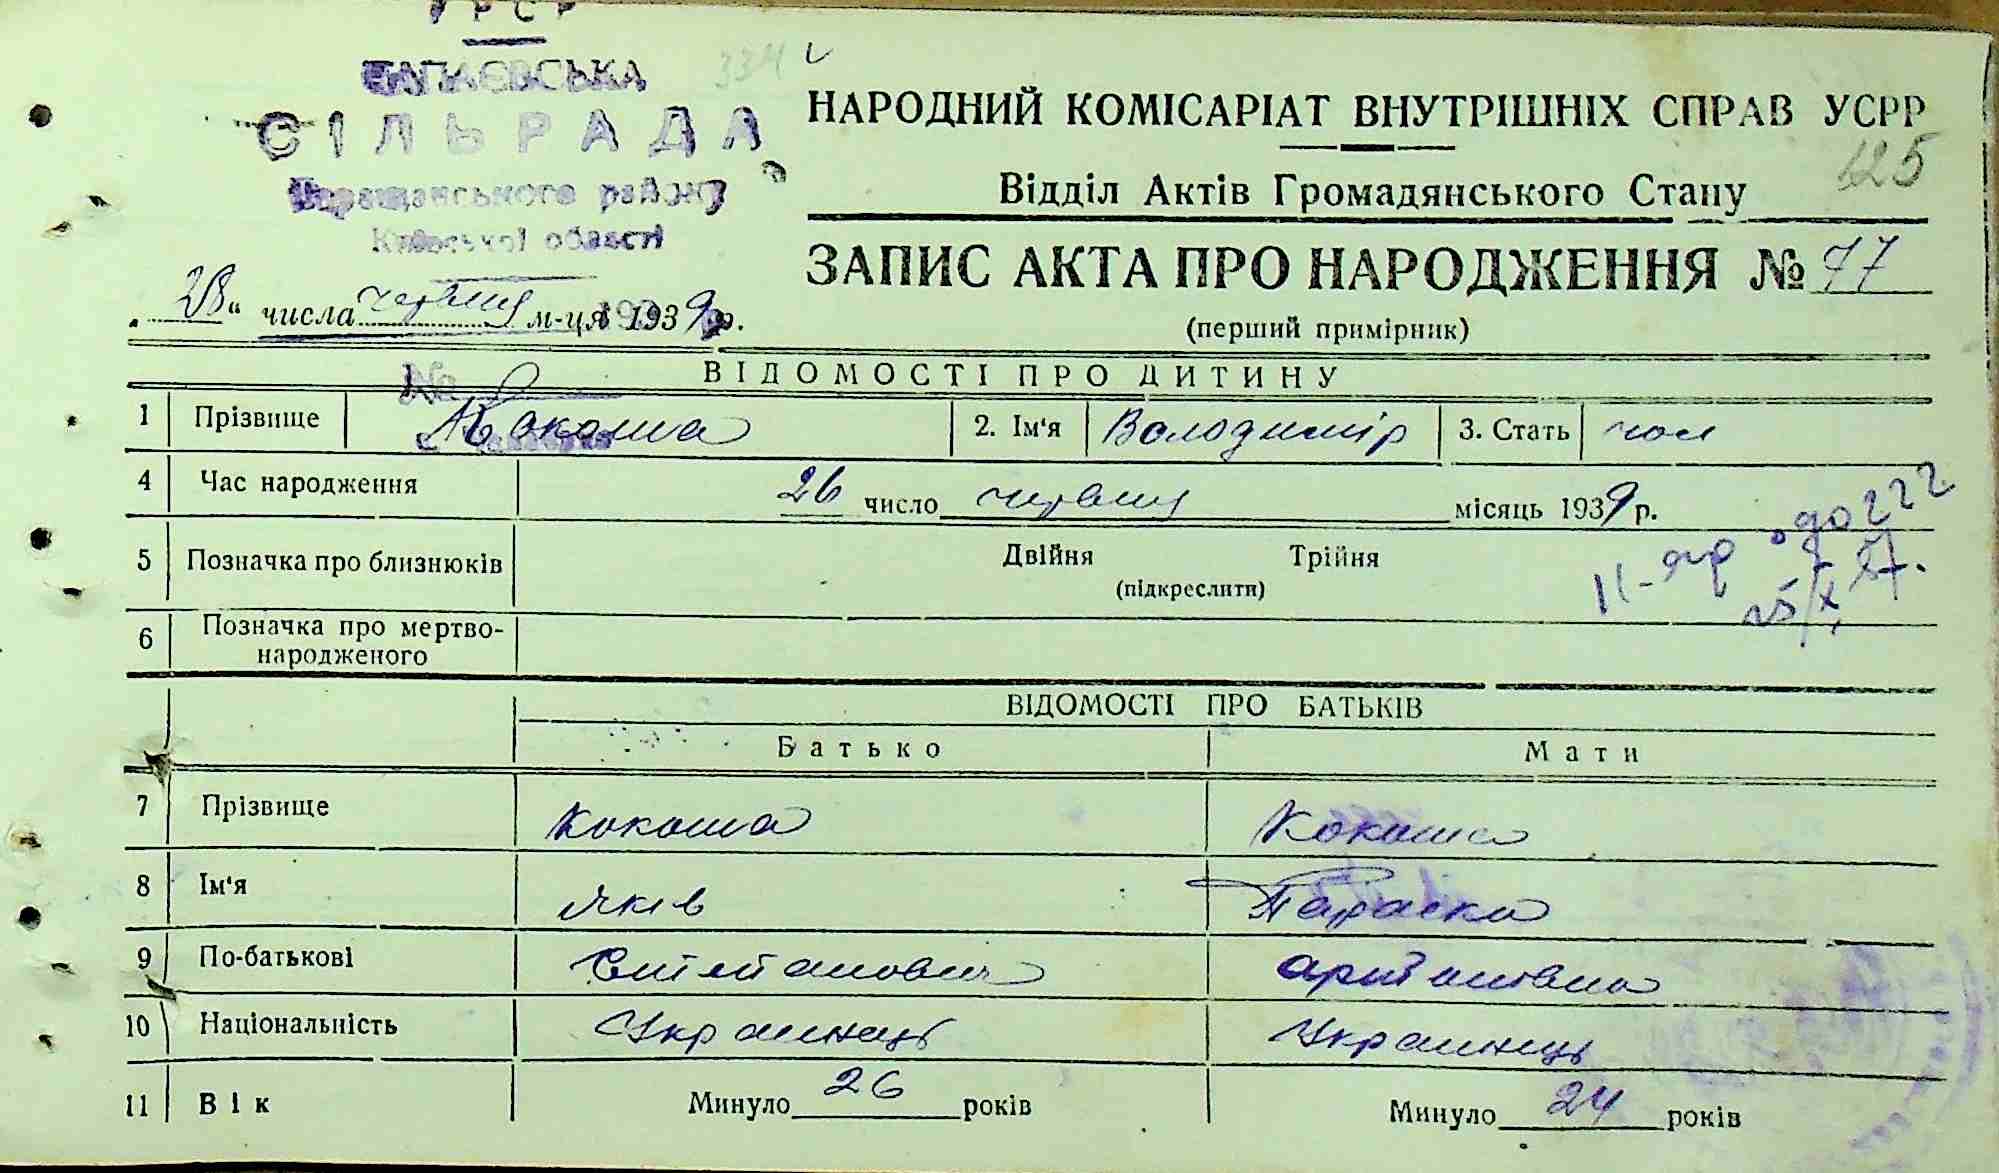 УРСР
ЧАПАЄВСЬКА 334
СІЛЬРАДА
Таращанського району
Київської області
НАРОДНИЙ КОМІСАРІАТ ВНУТРІШНІХ СПРАВ УСРР
125
Відділ Актів Громадянського Стану
ЗАПИС АКТА ПРО НАРОДЖЕННЯ № 77
(перший примірник)
„28“ числа червня м-ця 1939 р.
ВІДОМОСТІ ПРО ДИТИНУ
1 Прізвище Кокоша 2. Ім'я Володимір 3. Стать чол
4 Час народження 26 число червня місяць 1939 р.
5 Позначка про близнюків Двійня Трійня
(підкреслити)
6 Позначка про мертво-
народженого
ВІДОМОСТІ ПРО БАТЬКІВ
Батько Мати
7 Прізвище Кокоша Кокоша
8 Ім'я Яків Параска
9 По-батькові Степанович
10 Національність Українець Українець
11 Вік Минуло 26 років Минуло 24 років